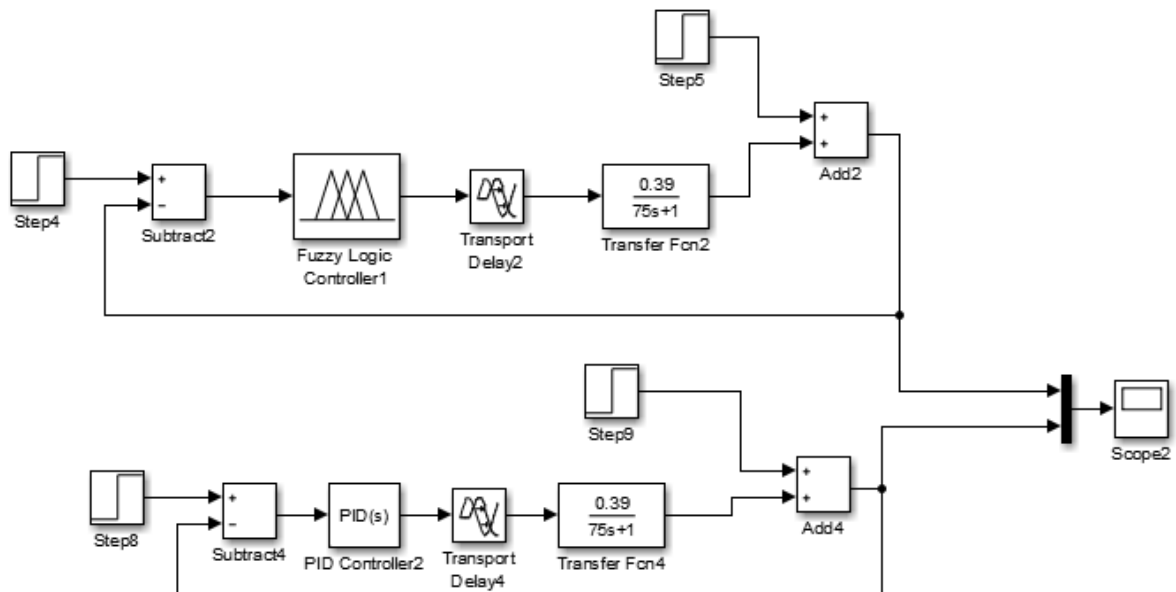 Step5
+
+
Add2
Step4
+
−
Subtract2
Fuzzy Logic
Controller1
Transport
Delay2
0.39
75s+1
Transfer Fcn2
Step9
Scope2
Step8
+
−
Subtract4
PID(s)
PID Controller2
Transport
Delay4
0.39
75s+1
Transfer Fcn4
+
+
Add4